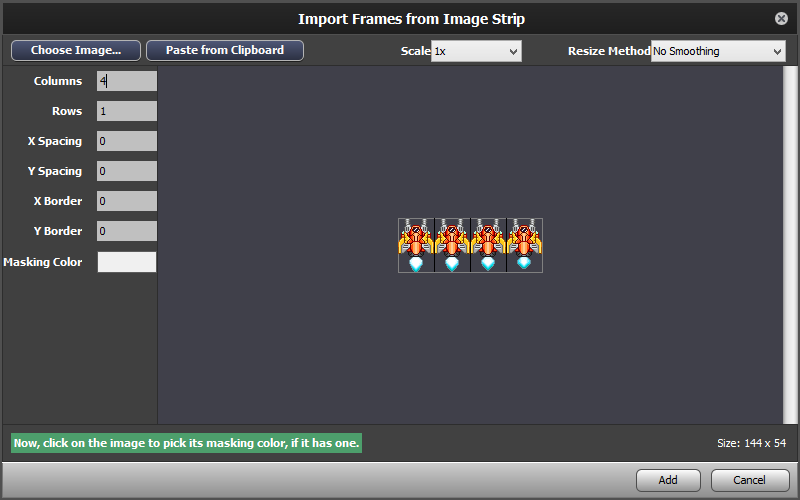 Import Frames from Image Strip
Choose Image... Paste from Clipboard Scale 1x Resize Method No Smoothing
Columns 4
Rows 1
X Spacing 0
Y Spacing 0
X Border 0
Y Border 0
Masking Color
Now, click on the image to pick its masking color, if it has one. Size: 144 x 54
Add Cancel